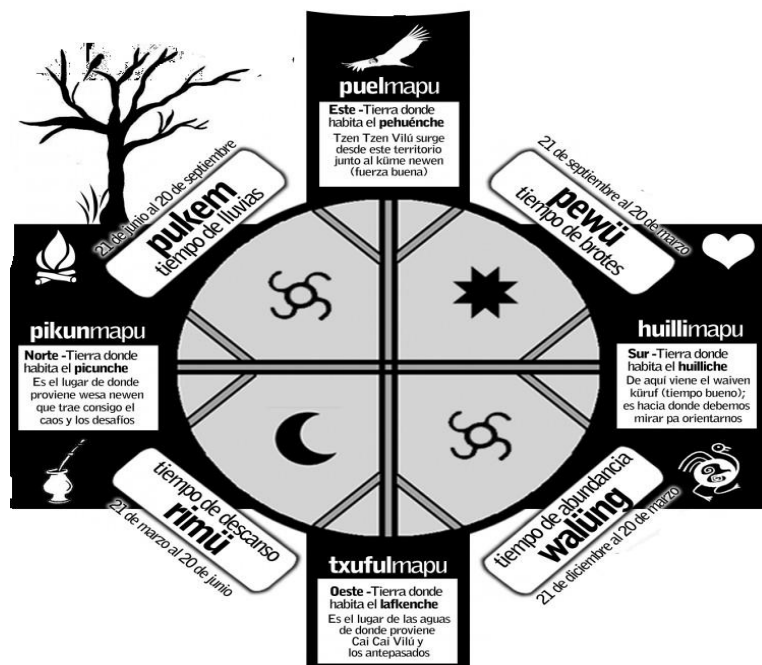 puelmapu
Este -Tierra donde
habita el pehuénche
Tzen Tzen Vilú surge
desde este territorio
junto al küme newen
(fuerza buena)
21 de junio al 20 de septiembre
pukem
tiempo de lluvias
21 de septiembre al 20 de marzo
pewü
tiempo de brotes
pikunmapu
Norte -Tierra donde
habita el picunche
Es el lugar de donde
proviene wesa newen
que trae consigo el
caos y los desafíos
huillimapu
Sur -Tierra donde
habita el huilliche
De aquí viene el waiven
küruf (tiempo bueno);
es hacia donde debemos
mirar pa orientarnos
tiempo de descanso
rimü
21 de marzo al 20 de junio
tiempo de abundancia
walüng
21 de diciembre al 20 de marzo
txufulmapu
Oeste -Tierra donde
habita el lafkenche
Es el lugar de las aguas
de donde proviene
Cai Cai Vilú y
los antepasados